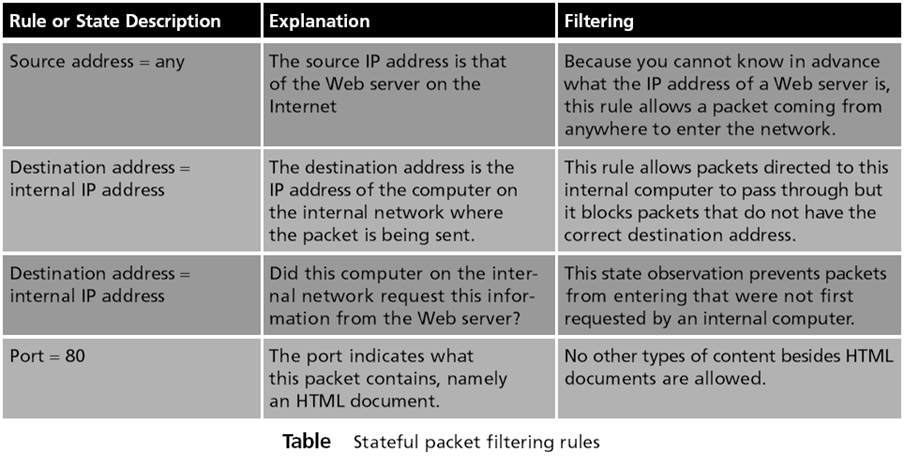 Rule or State Description
Explanation
Filtering
Source address = any
The source IP address is that
of the Web server on the
Internet
Because you cannot know in advance
what the IP address of a Web server is,
this rule allows a packet coming from
anywhere to enter the network.
Destination address =
internal IP address
The destination address is the
IP address of the computer on
the internal network where
the packet is being sent.
This rule allows packets directed to this
internal computer to pass through but
it blocks packets that do not have the
correct destination address.
Destination address =
internal IP address
Did this computer on the inter-
nal network request this infor-
mation from the Web server?
This state observation prevents packets
from entering that were not first
requested by an internal computer.
Port = 80
The port indicates what
this packet contains, namely
an HTML document.
No other types of content besides HTML
documents are allowed.
Table Stateful packet filtering rules